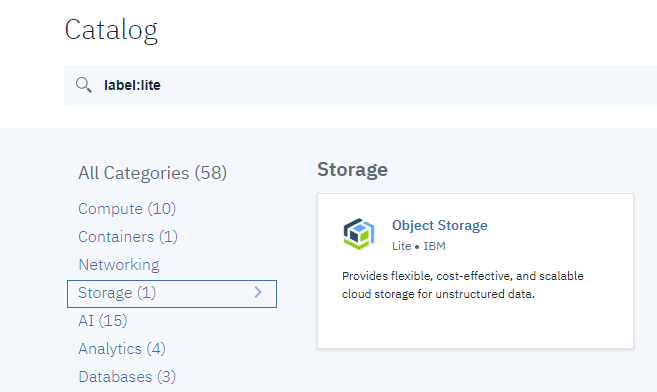 Catalog
label:lite
All Categories (58)
Compute (10)
Containers (1)
Networking
Storage (1)
AI (15)
Analytics (4)
Databases (3)
Storage
Object Storage
Lite • IBM
Provides flexible, cost-effective, and scalable
cloud storage for unstructured data.